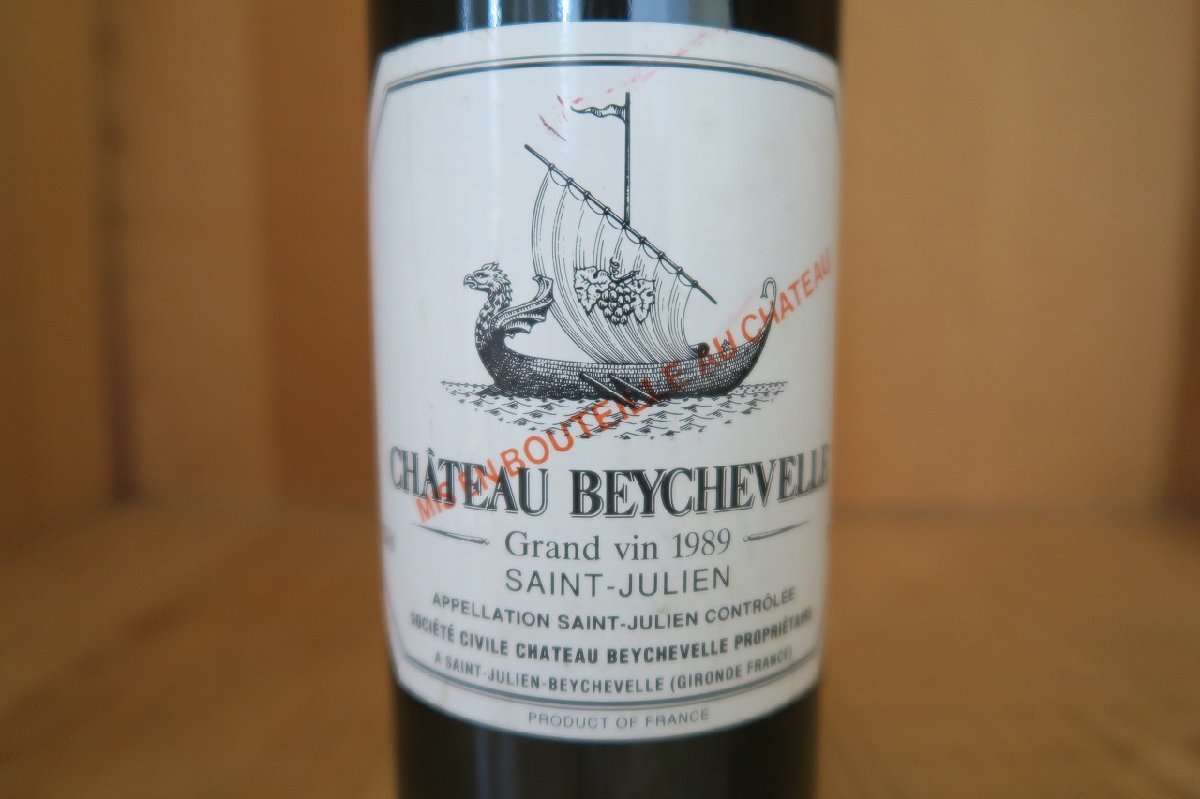 MIS EN BOUTEILLE AU CHATEAU
CHÂTEAU BEYCHEVELLE
Grand vin 1989
SAINT-JULIEN
APPELLATION SAINT-JULIEN CONTRÔLÉE
SOCIÉTÉ CIVILE CHATEAU BEYCHEVELLE PROPRIÉTAIRE
A SAINT-JULIEN-BEYCHEVELLE (GIRONDE FRANCE)
PRODUCT OF FRANCE